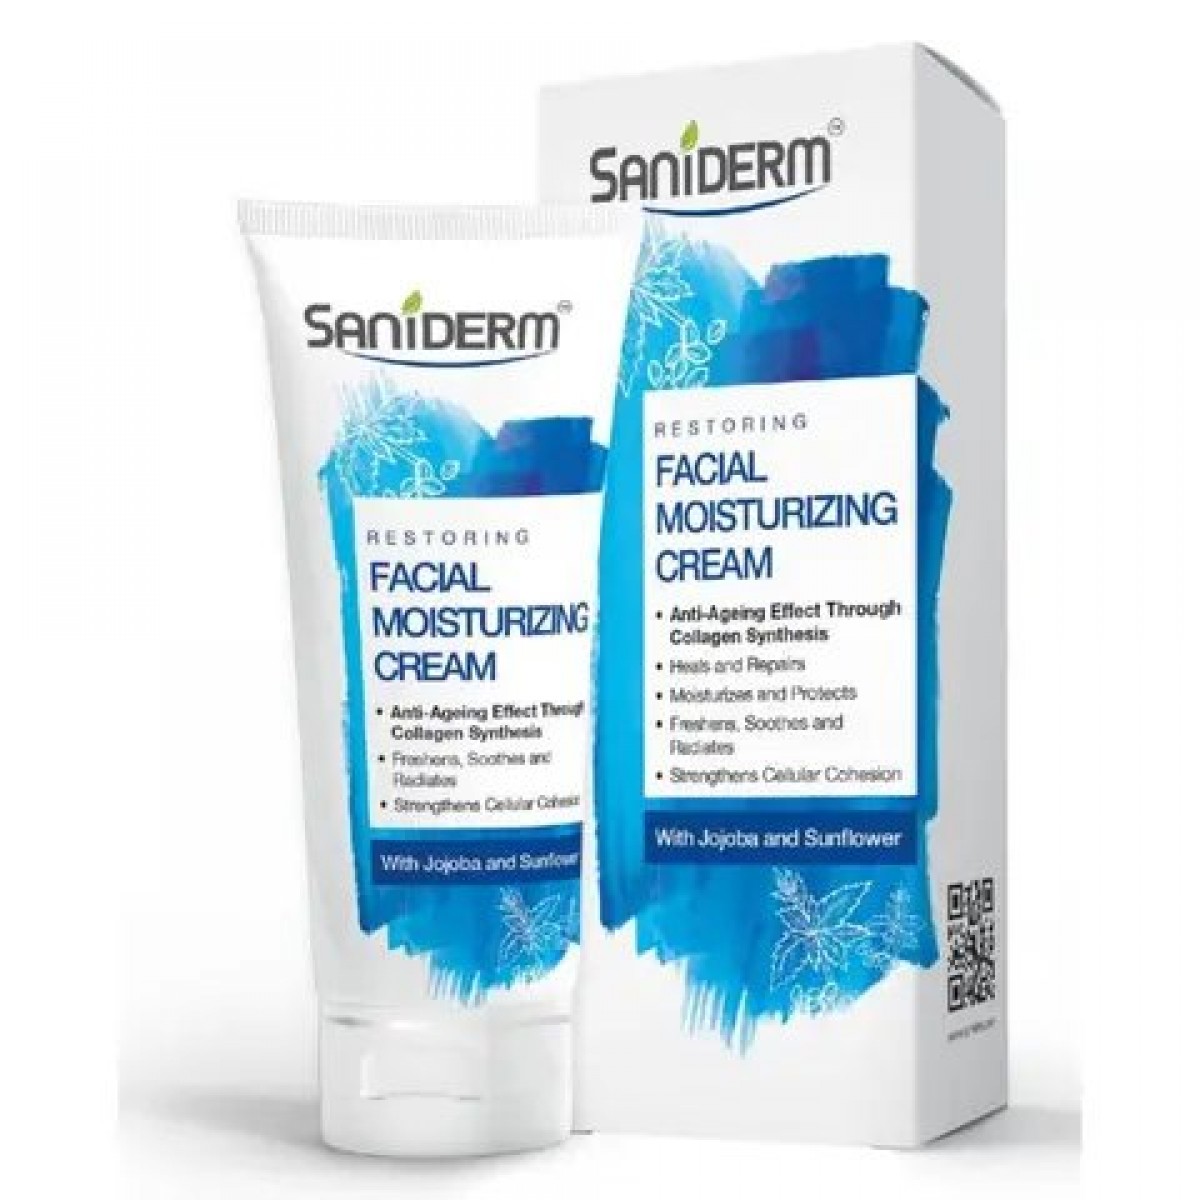 SANIDERM
RESTORING
FACIAL
MOISTURIZING
CREAM
• Anti-Ageing Effect Through
Collagen Synthesis
• Freshens, Soothes and
Radiates
• Strengthens Cellular Cohesion
With Jojoba and Sunflower
SANIDERM
RESTORING
FACIAL
MOISTURIZING
CREAM
• Anti-Ageing Effect Through
Collagen Synthesis
• Heals and Repairs
• Moisturizes and Protects
• Freshens, Soothes and
Radiates
• Strengthens Cellular Cohesion
With Jojoba and Sunflower